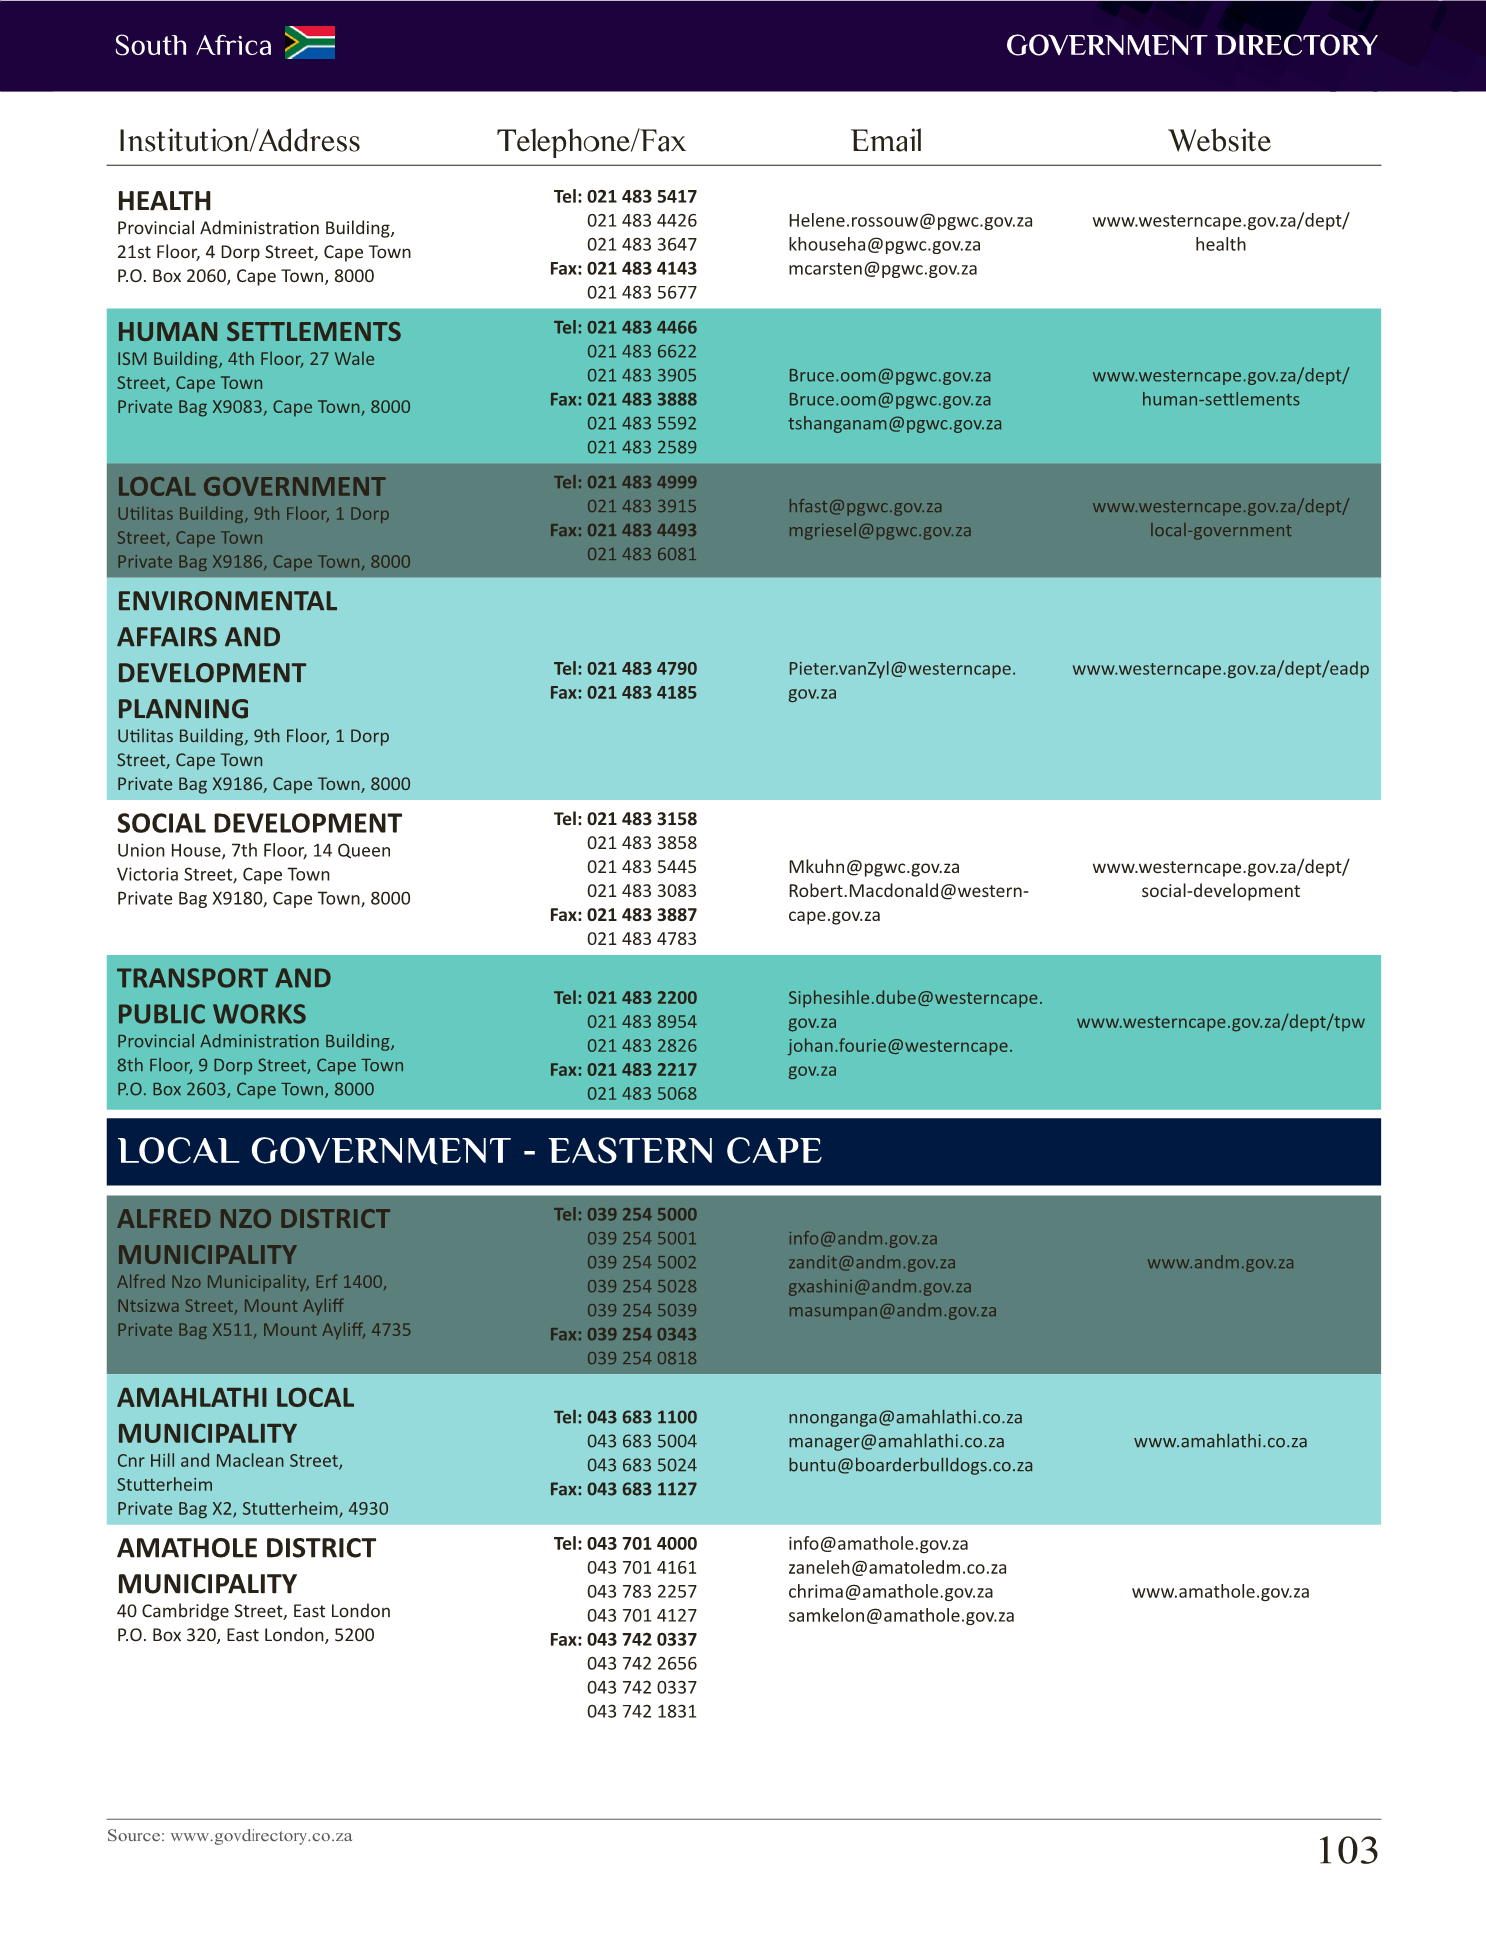 South Africa
GOVERNMENT DIRECTORY
Institution/Address
Telephone/Fax
Email
Website
HEALTH
Provincial Administration Building,
21st Floor, 4 Dorp Street, Cape Town
P.O. Box 2060, Cape Town, 8000
Tel: 021 483 5417
021 483 4426
021 483 3647
Fax: 021 483 4143
021 483 5677
Helene.rossouw@pgwc.gov.za
khouseha@pgwc.gov.za
mcarsten@pgwc.gov.za
www.westerncape.gov.za/dept/
health
HUMAN SETTLEMENTS
ISM Building, 4th Floor, 27 Wale
Street, Cape Town
Private Bag X9083, Cape Town, 8000
Tel: 021 483 4466
021 483 6622
021 483 3905
Fax: 021 483 3888
021 483 5592
021 483 2589
Bruce.oom@pgwc.gov.za
Bruce.oom@pgwc.gov.za
tshanganam@pgwc.gov.za
www.westerncape.gov.za/dept/
human-settlements
LOCAL GOVERNMENT
Utilitas Building, 9th Floor, 1 Dorp
Street, Cape Town
Private Bag X9186, Cape Town, 8000
Tel: 021 483 4999
021 483 3915
Fax: 021 483 4493
021 483 6081
hfast@pgwc.gov.za
mgriesel@pgwc.gov.za
www.westerncape.gov.za/dept/
local-government
ENVIRONMENTAL
AFFAIRS AND
DEVELOPMENT
PLANNING
Utilitas Building, 9th Floor, 1 Dorp
Street, Cape Town
Private Bag X9186, Cape Town, 8000
Tel: 021 483 4790
Fax: 021 483 4185
Pieter.vanZyl@westerncape.
gov.za
www.westerncape.gov.za/dept/eadp
SOCIAL DEVELOPMENT
Union House, 7th Floor, 14 Queen
Victoria Street, Cape Town
Private Bag X9180, Cape Town, 8000
Tel: 021 483 3158
021 483 3858
021 483 5445
021 483 3083
Fax: 021 483 3887
021 483 4783
Mkuhn@pgwc.gov.za
Robert.Macdonald@western-
cape.gov.za
www.westerncape.gov.za/dept/
social-development
TRANSPORT AND
PUBLIC WORKS
Provincial Administration Building,
8th Floor, 9 Dorp Street, Cape Town
P.O. Box 2603, Cape Town, 8000
Tel: 021 483 2200
021 483 8954
021 483 2826
Fax: 021 483 2217
021 483 5068
Siphesihle.dube@westerncape.
gov.za
johan.fourie@westerncape.
gov.za
www.westerncape.gov.za/dept/tpw
LOCAL GOVERNMENT - EASTERN CAPE
ALFRED NZO DISTRICT
MUNICIPALITY
Alfred Nzo Municipality, Erf 1400,
Ntsizwa Street, Mount Ayliff
Private Bag X511, Mount Ayliff, 4735
Tel: 039 254 5000
039 254 5001
039 254 5002
039 254 5028
039 254 5039
Fax: 039 254 0343
039 254 0818
info@andm.gov.za
zandit@andm.gov.za
gxashini@andm.gov.za
masumpan@andm.gov.za
www.andm.gov.za
AMAHLATHI LOCAL
MUNICIPALITY
Cnr Hill and Maclean Street,
Stutterheim
Private Bag X2, Stutterheim, 4930
Tel: 043 683 1100
043 683 5004
043 683 5024
Fax: 043 683 1127
nnonganga@amahlathi.co.za
manager@amahlathi.co.za
buntu@boarderbulldogs.co.za
www.amahlathi.co.za
AMATHOLE DISTRICT
MUNICIPALITY
40 Cambridge Street, East London
P.O. Box 320, East London, 5200
Tel: 043 701 4000
043 701 4161
043 783 2257
043 701 4127
Fax: 043 742 0337
043 742 2656
043 742 0337
043 742 1831
info@amathole.gov.za
zaneleh@amatoledm.co.za
chrima@amathole.gov.za
samkelon@amathole.gov.za
www.amathole.gov.za
Source: www.govdirectory.co.za
103